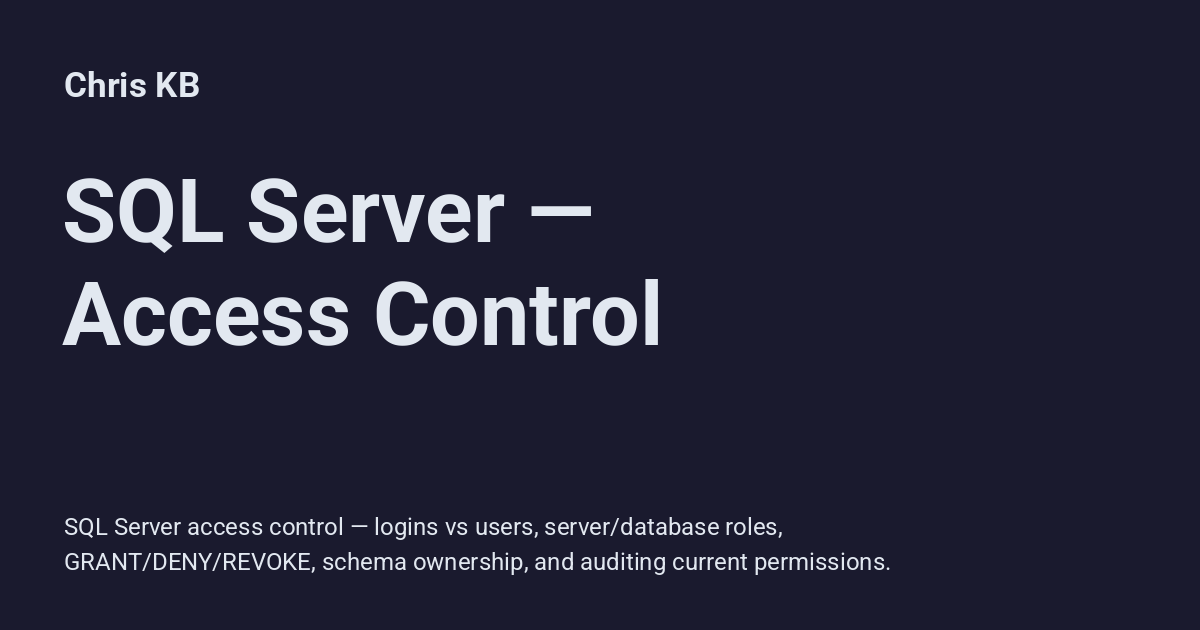 Chris KB
SQL Server —
Access Control
SQL Server access control — logins vs users, server/database roles,
GRANT/DENY/REVOKE, schema ownership, and auditing current permissions.